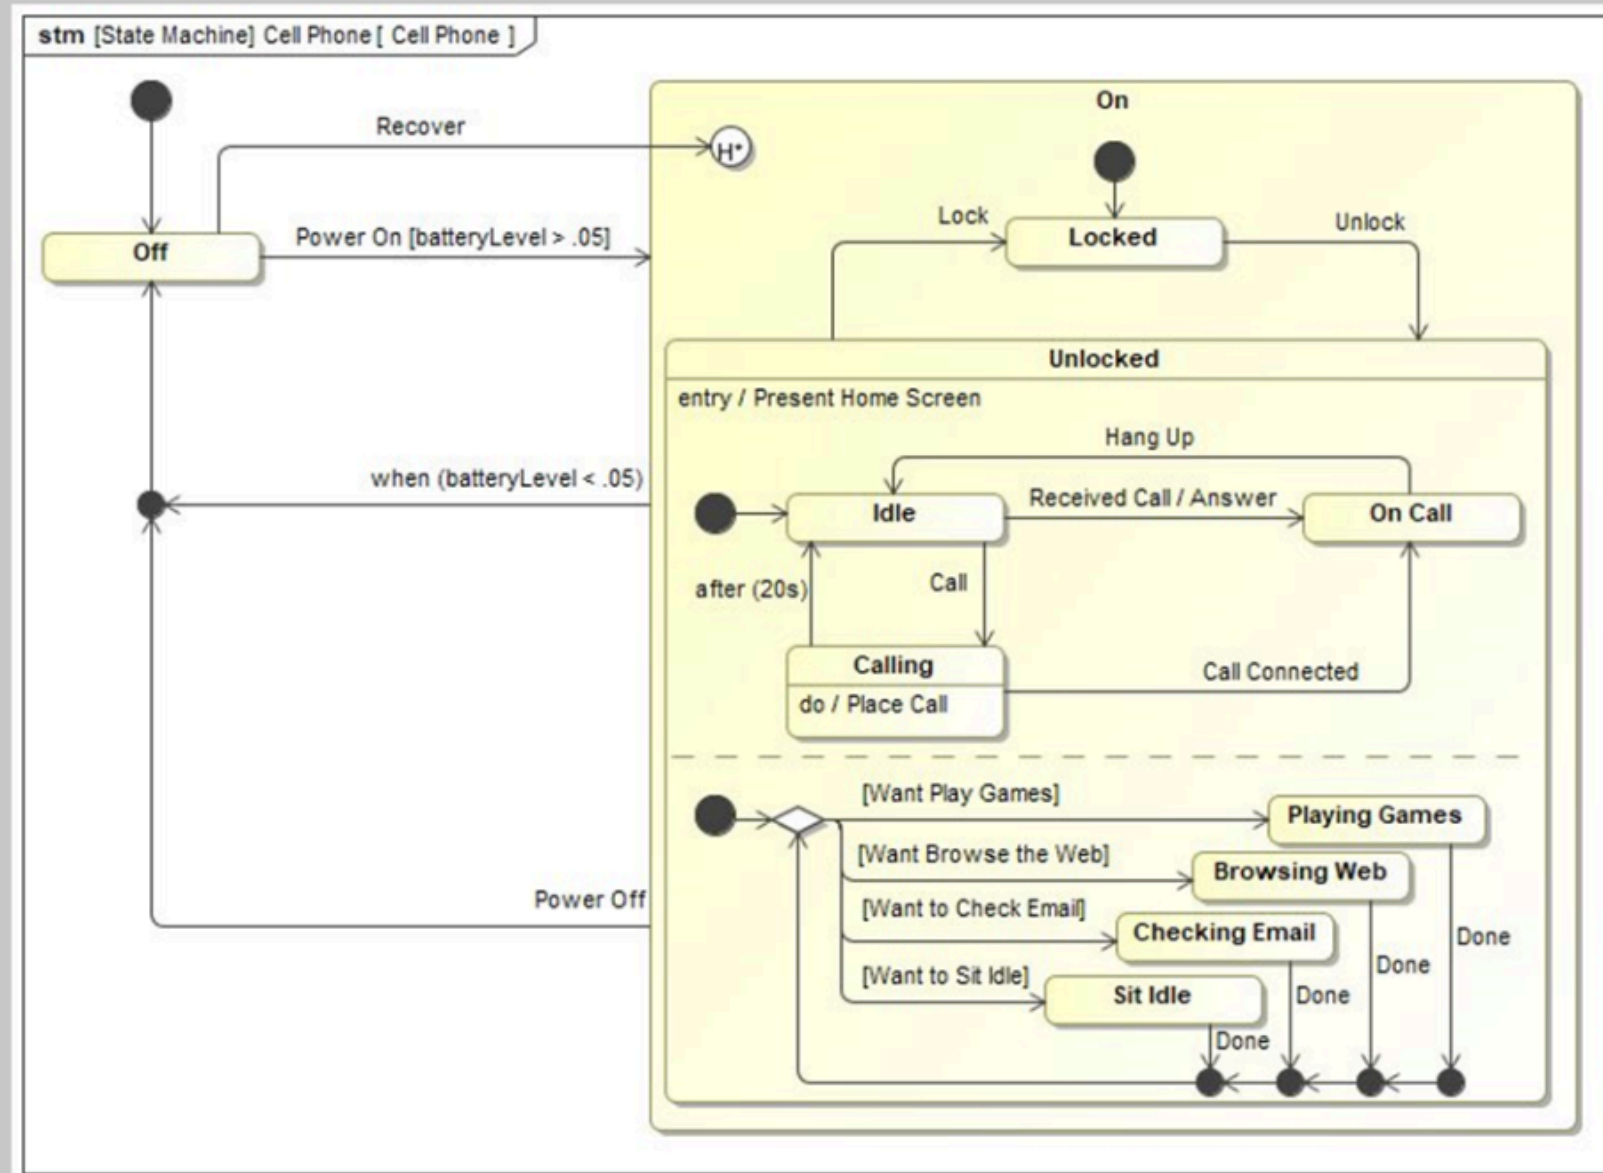 stm [State Machine] Cell Phone [ Cell Phone ]
On
Recover
H*
Lock
Unlock
Locked
Power On [batteryLevel > .05]
Off
Unlocked
entry / Present Home Screen
Hang Up
when (batteryLevel < .05)
Received Call / Answer
Idle
On Call
after (20s)
Call
Calling
Call Connected
do / Place Call
[Want Play Games]
Playing Games
[Want Browse the Web]
Browsing Web
Power Off
[Want to Check Email]
Checking Email
Done
Done
[Want to Sit Idle]
Sit Idle
Done
Done